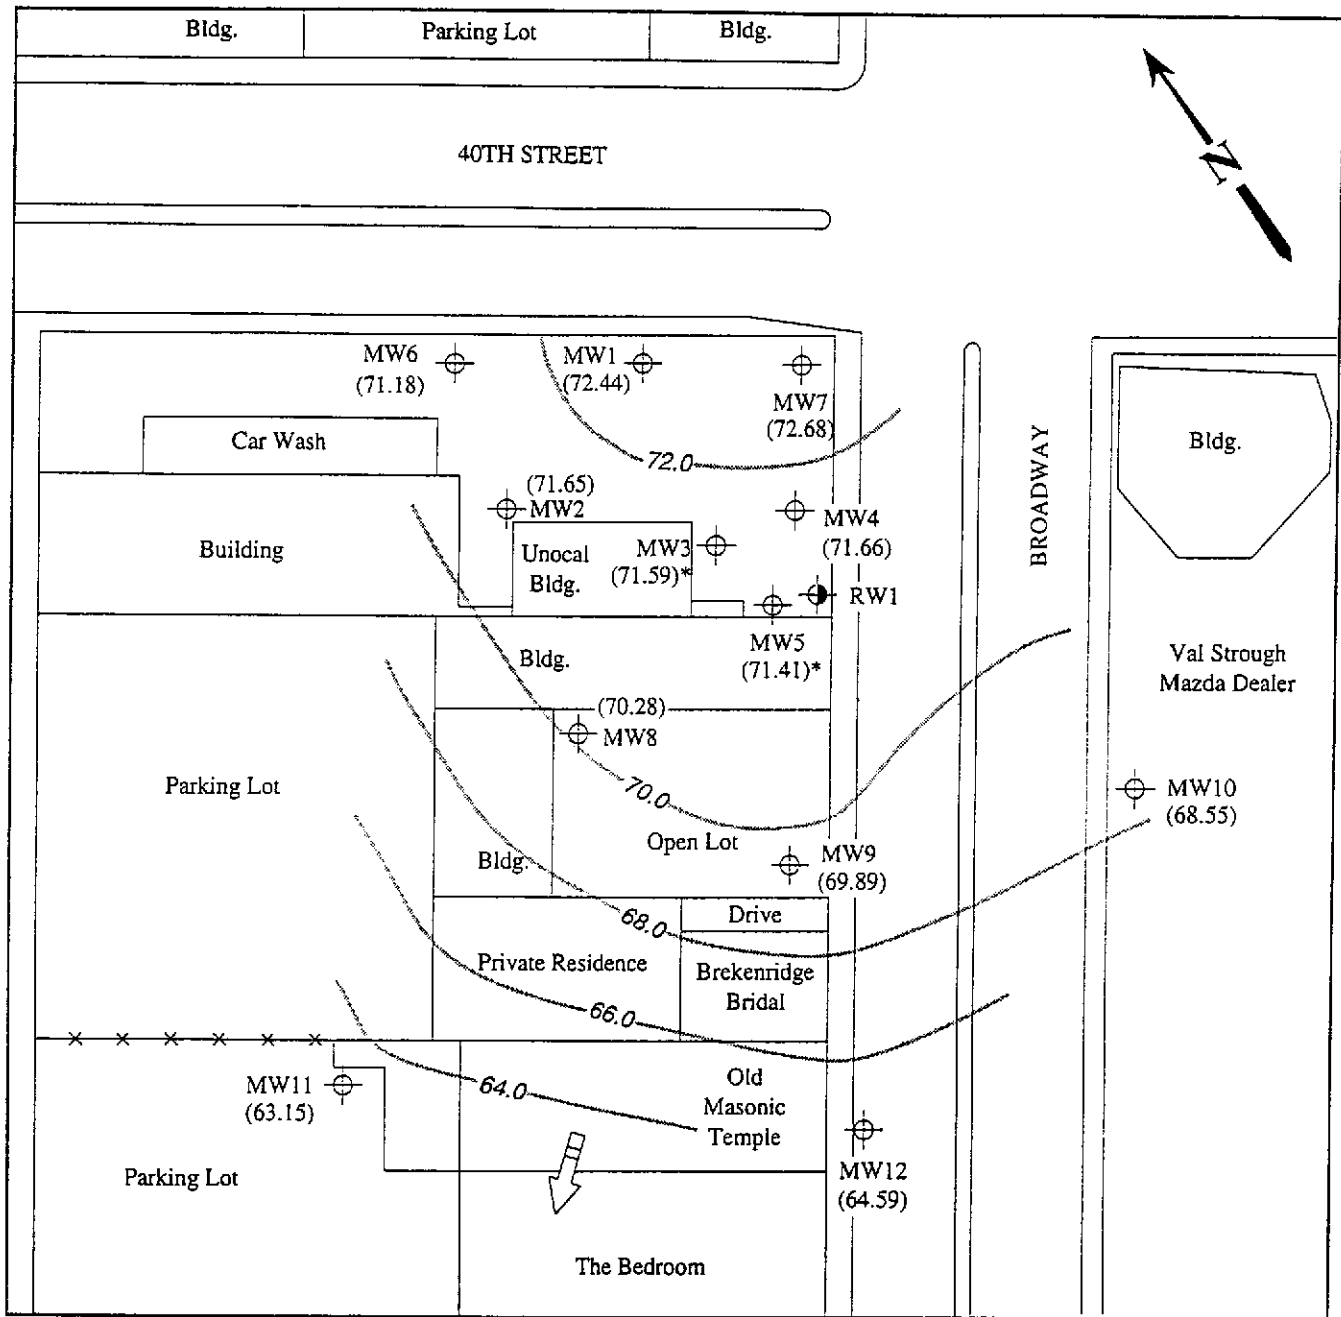 Bldg.
Parking Lot
Bldg.
40TH STREET
N
MW6
(71.18)
MW1
(72.44)
MW7
(72.68)
Car Wash
72.0
BROADWAY
Bldg.
(71.65)
MW2
MW4
(71.66)
Building
Unocal
Bldg.
MW3
(71.59)*
RW1
MW5
(71.41)*
Bldg.
Val Strough
Mazda Dealer
(70.28)
MW8
Parking Lot
70.0
MW10
(68.55)
Open Lot
Bldg.
MW9
(69.89)
68.0
Drive
Private Residence
Brekenridge
Bridal
66.0
MW11
(63.15)
64.0
Old
Masonic
Temple
Parking Lot
MW12
(64.59)
The Bedroom